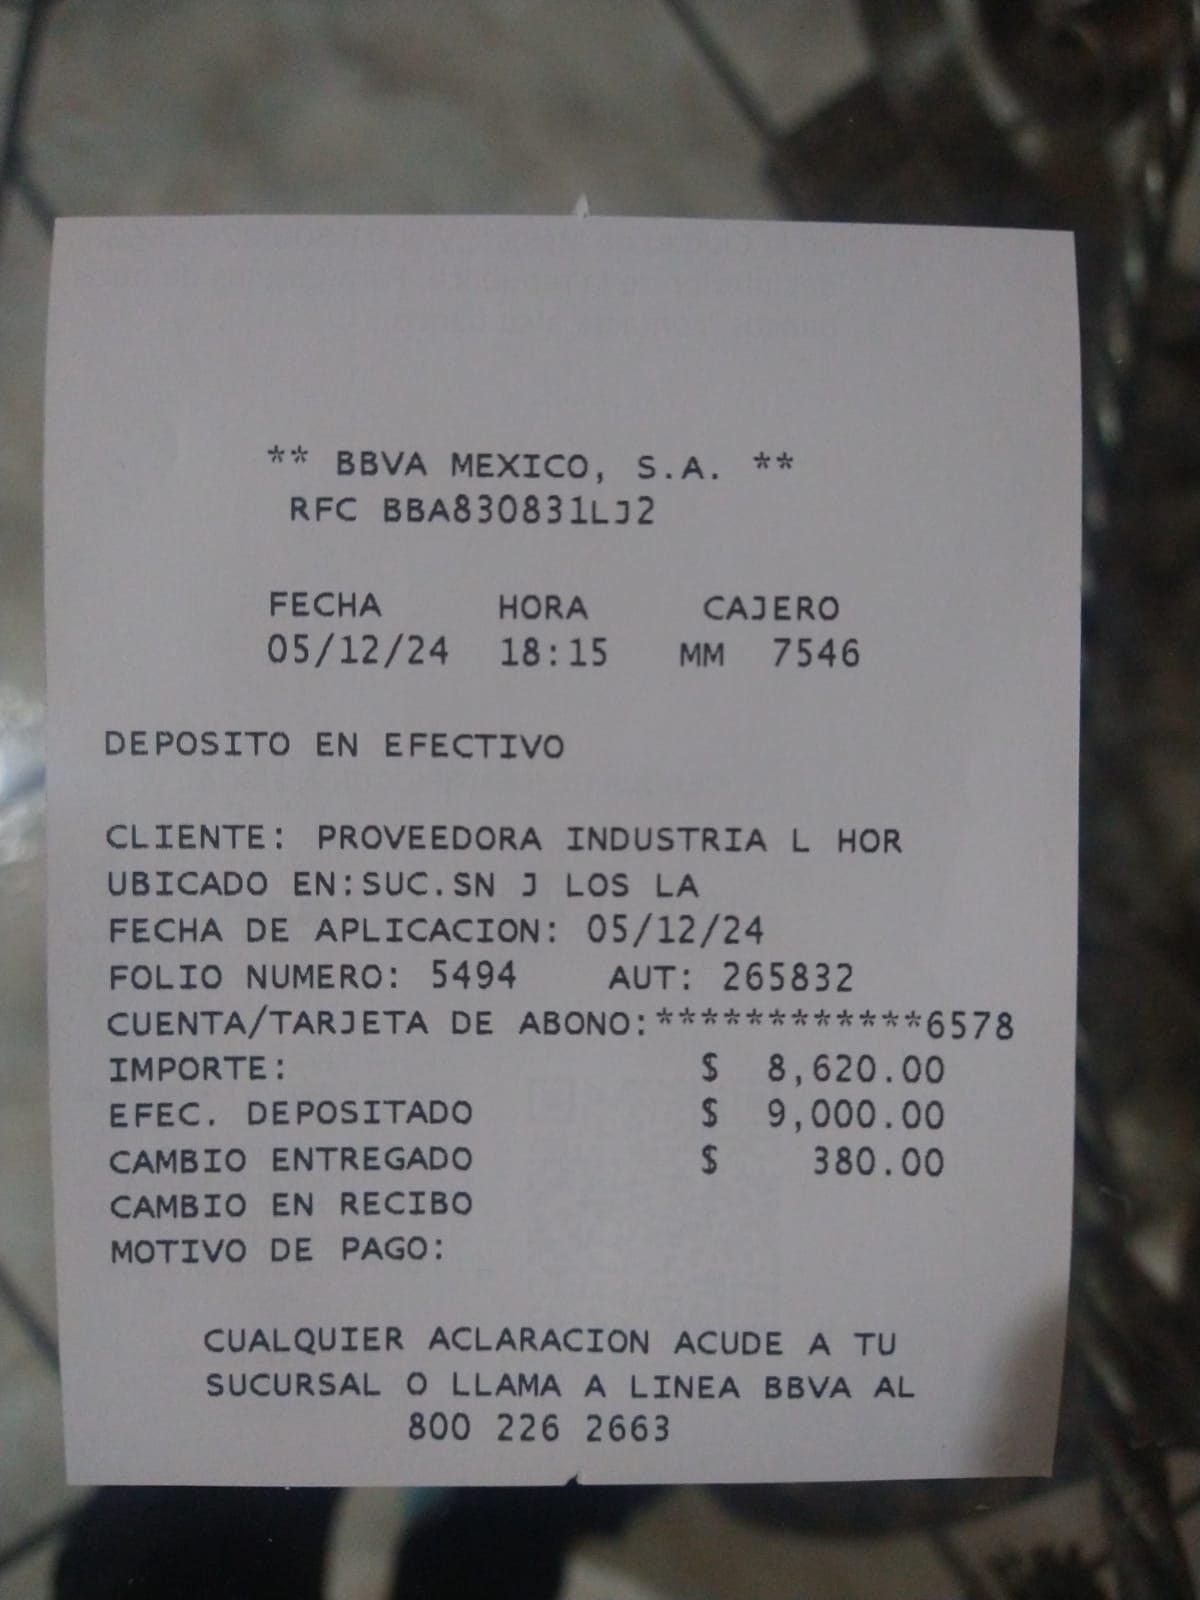 ** BBVA MEXICO, S.A. **
RFC BBA830831LJ2
FECHA HORA CAJERO
05/12/24 18:15 MM 7546
DEPOSITO EN EFECTIVO
CLIENTE: PROVEEDORA INDUSTRIA L HOR
UBICADO EN:SUC.SN J LOS LA
FECHA DE APLICACION: 05/12/24
FOLIO NUMERO: 5494 AUT: 265832
CUENTA/TARJETA DE ABONO:************6578
IMPORTE: $ 8,620.00
EFEC. DEPOSITADO $ 9,000.00
CAMBIO ENTREGADO $ 380.00
CAMBIO EN RECIBO
MOTIVO DE PAGO:
CUALQUIER ACLARACION ACUDE A TU
SUCURSAL O LLAMA A LINEA BBVA AL
800 226 2663